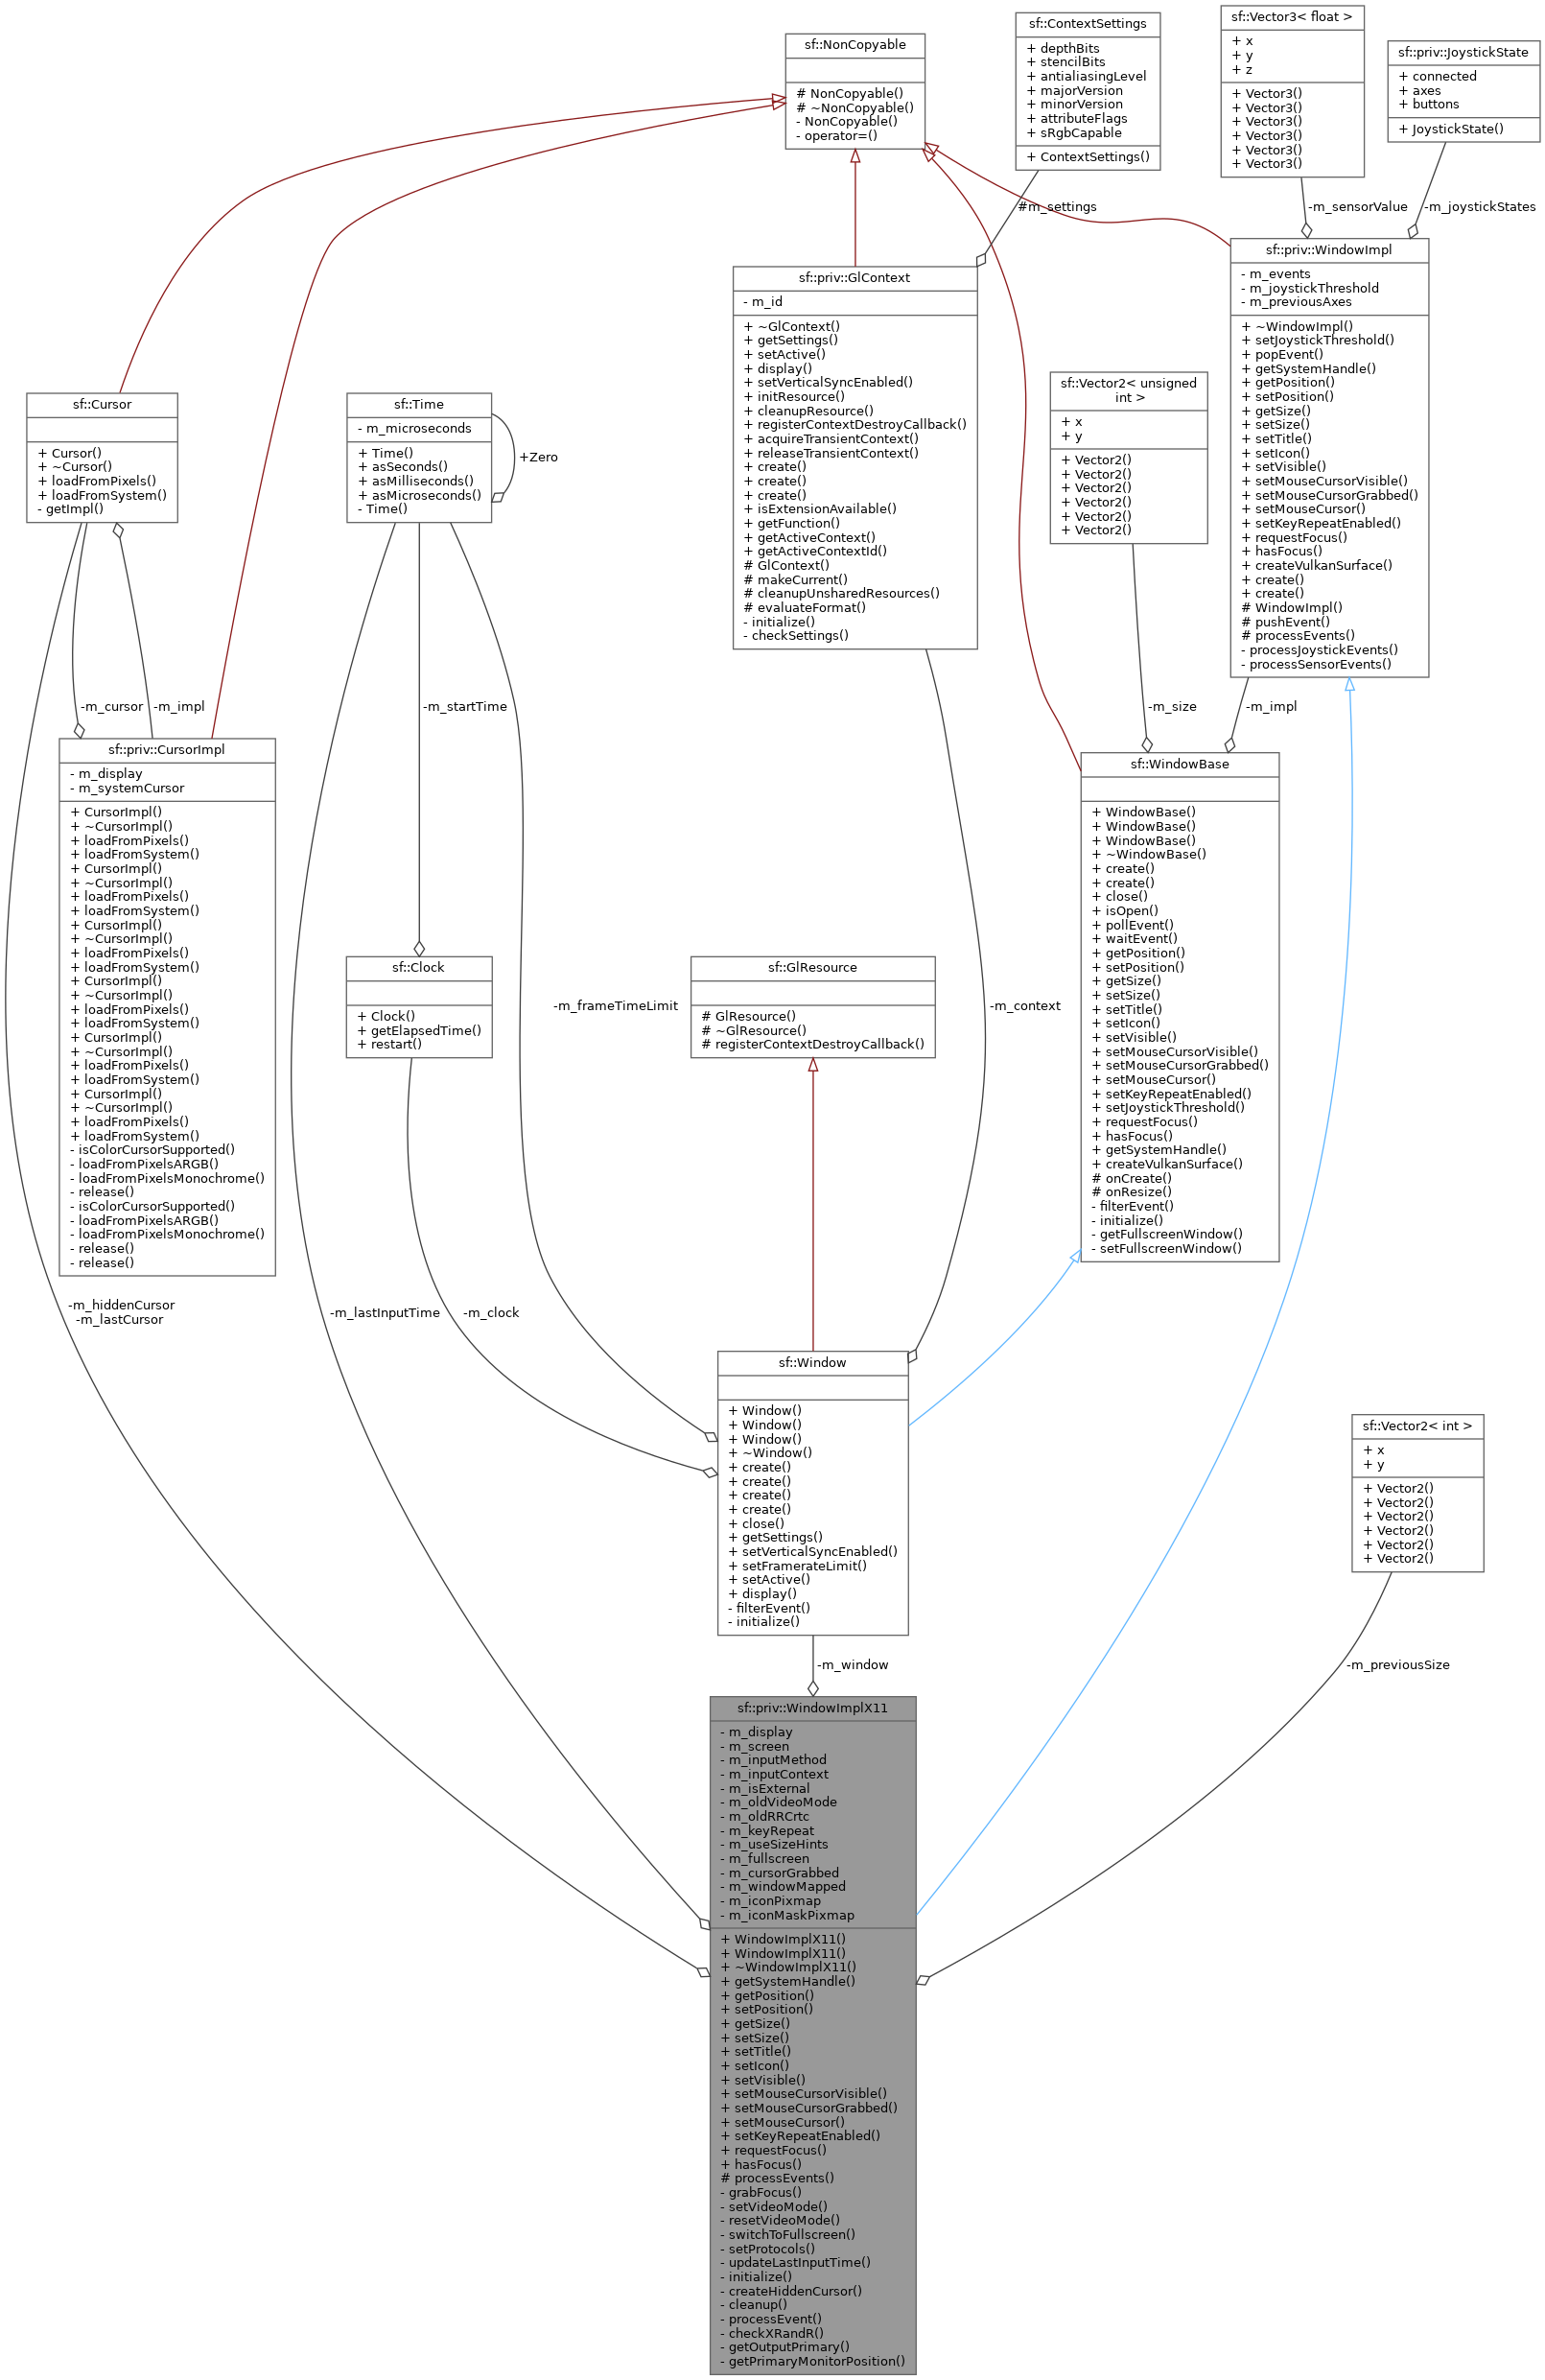 sf::NonCopyable
# NonCopyable()
# ~NonCopyable()
- NonCopyable()
- operator=()
sf::ContextSettings
+ depthBits
+ stencilBits
+ antialiasingLevel
+ majorVersion
+ minorVersion
+ attributeFlags
+ sRgbCapable
+ ContextSettings()
sf::Vector3< float >
+ x
+ y
+ z
+ Vector3()
+ Vector3()
+ Vector3()
+ Vector3()
+ Vector3()
+ Vector3()
sf::priv::JoystickState
+ connected
+ axes
+ buttons
+ JoystickState()
#m_settings
-m_sensorValue
-m_joystickStates
sf::priv::GlContext
- m_id
+ ~GlContext()
+ getSettings()
+ setActive()
+ display()
+ setVerticalSyncEnabled()
+ initResource()
+ cleanupResource()
+ registerContextDestroyCallback()
+ acquireTransientContext()
+ releaseTransientContext()
+ create()
+ create()
+ create()
+ isExtensionAvailable()
+ getFunction()
+ getActiveContext()
+ getActiveContextId()
# GlContext()
# makeCurrent()
# cleanupUnsharedResources()
# evaluateFormat()
- initialize()
- checkSettings()
sf::priv::WindowImpl
- m_events
- m_joystickThreshold
- m_previousAxes
+ ~WindowImpl()
+ setJoystickThreshold()
+ popEvent()
+ getSystemHandle()
+ getPosition()
+ setPosition()
+ getSize()
+ setSize()
+ setTitle()
+ setIcon()
+ setVisible()
+ setMouseCursorVisible()
+ setMouseCursorGrabbed()
+ setMouseCursor()
+ setKeyRepeatEnabled()
+ requestFocus()
+ hasFocus()
+ createVulkanSurface()
+ create()
+ create()
# WindowImpl()
# pushEvent()
# processEvents()
- processJoystickEvents()
- processSensorEvents()
sf::Vector2< unsigned
int >
+ x
+ y
+ Vector2()
+ Vector2()
+ Vector2()
+ Vector2()
+ Vector2()
+ Vector2()
sf::Cursor
+ Cursor()
+ ~Cursor()
+ loadFromPixels()
+ loadFromSystem()
- getImpl()
sf::Time
- m_microseconds
+ Time()
+ asSeconds()
+ asMilliseconds()
+ asMicroseconds()
- Time()
+Zero
-m_cursor
-m_impl
-m_startTime
-m_size
-m_impl
sf::priv::CursorImpl
- m_display
- m_systemCursor
+ CursorImpl()
+ ~CursorImpl()
+ loadFromPixels()
+ loadFromSystem()
+ CursorImpl()
+ ~CursorImpl()
+ loadFromPixels()
+ loadFromSystem()
+ CursorImpl()
+ ~CursorImpl()
+ loadFromPixels()
+ loadFromSystem()
+ CursorImpl()
+ ~CursorImpl()
+ loadFromPixels()
+ loadFromSystem()
+ CursorImpl()
+ ~CursorImpl()
+ loadFromPixels()
+ loadFromSystem()
+ CursorImpl()
+ ~CursorImpl()
+ loadFromPixels()
+ loadFromSystem()
- isColorCursorSupported()
- loadFromPixelsARGB()
- loadFromPixelsMonochrome()
- release()
- isColorCursorSupported()
- loadFromPixelsARGB()
- loadFromPixelsMonochrome()
- release()
- release()
sf::WindowBase
+ WindowBase()
+ WindowBase()
+ WindowBase()
+ ~WindowBase()
+ create()
+ create()
+ close()
+ isOpen()
+ pollEvent()
+ waitEvent()
+ getPosition()
+ setPosition()
+ getSize()
+ setSize()
+ setTitle()
+ setIcon()
+ setVisible()
+ setMouseCursorVisible()
+ setMouseCursorGrabbed()
+ setMouseCursor()
+ setKeyRepeatEnabled()
+ setJoystickThreshold()
+ requestFocus()
+ hasFocus()
+ getSystemHandle()
+ createVulkanSurface()
# onCreate()
# onResize()
- filterEvent()
- initialize()
- getFullscreenWindow()
- setFullscreenWindow()
sf::Clock
+ Clock()
+ getElapsedTime()
+ restart()
-m_frameTimeLimit
sf::GlResource
# GlResource()
# ~GlResource()
# registerContextDestroyCallback()
-m_context
-m_hiddenCursor
-m_lastCursor
-m_lastInputTime
-m_clock
sf::Window
+ Window()
+ Window()
+ Window()
+ ~Window()
+ create()
+ create()
+ create()
+ create()
+ close()
+ getSettings()
+ setVerticalSyncEnabled()
+ setFramerateLimit()
+ setActive()
+ display()
- filterEvent()
- initialize()
sf::Vector2< int >
+ x
+ y
+ Vector2()
+ Vector2()
+ Vector2()
+ Vector2()
+ Vector2()
+ Vector2()
-m_window
-m_previousSize
sf::priv::WindowImplX11
- m_display
- m_screen
- m_inputMethod
- m_inputContext
- m_isExternal
- m_oldVideoMode
- m_oldRRCrtc
- m_keyRepeat
- m_useSizeHints
- m_fullscreen
- m_cursorGrabbed
- m_windowMapped
- m_iconPixmap
- m_iconMaskPixmap
+ WindowImplX11()
+ WindowImplX11()
+ ~WindowImplX11()
+ getSystemHandle()
+ getPosition()
+ setPosition()
+ getSize()
+ setSize()
+ setTitle()
+ setIcon()
+ setVisible()
+ setMouseCursorVisible()
+ setMouseCursorGrabbed()
+ setMouseCursor()
+ setKeyRepeatEnabled()
+ requestFocus()
+ hasFocus()
# processEvents()
- grabFocus()
- setVideoMode()
- resetVideoMode()
- switchToFullscreen()
- setProtocols()
- updateLastInputTime()
- initialize()
- createHiddenCursor()
- cleanup()
- processEvent()
- checkXRandR()
- getOutputPrimary()
- getPrimaryMonitorPosition()